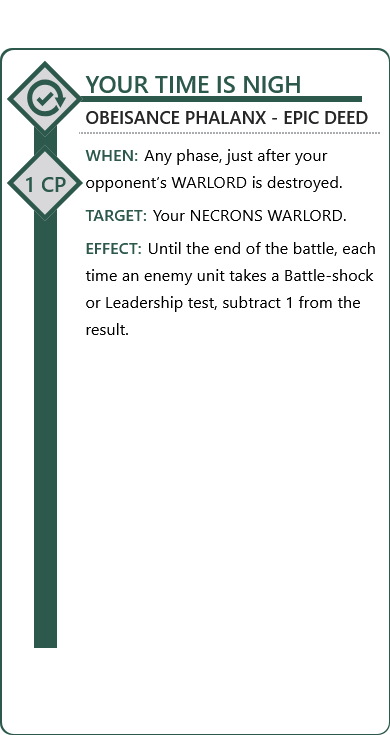 YOUR TIME IS NIGH
OBEISANCE PHALANX - EPIC DEED
WHEN: Any phase, just after your
opponent's WARLORD is destroyed.
1 CP
TARGET: Your NECRONS WARLORD.
EFFECT: Until the end of the battle, each
time an enemy unit takes a Battle-shock
or Leadership test, subtract 1 from the
result.